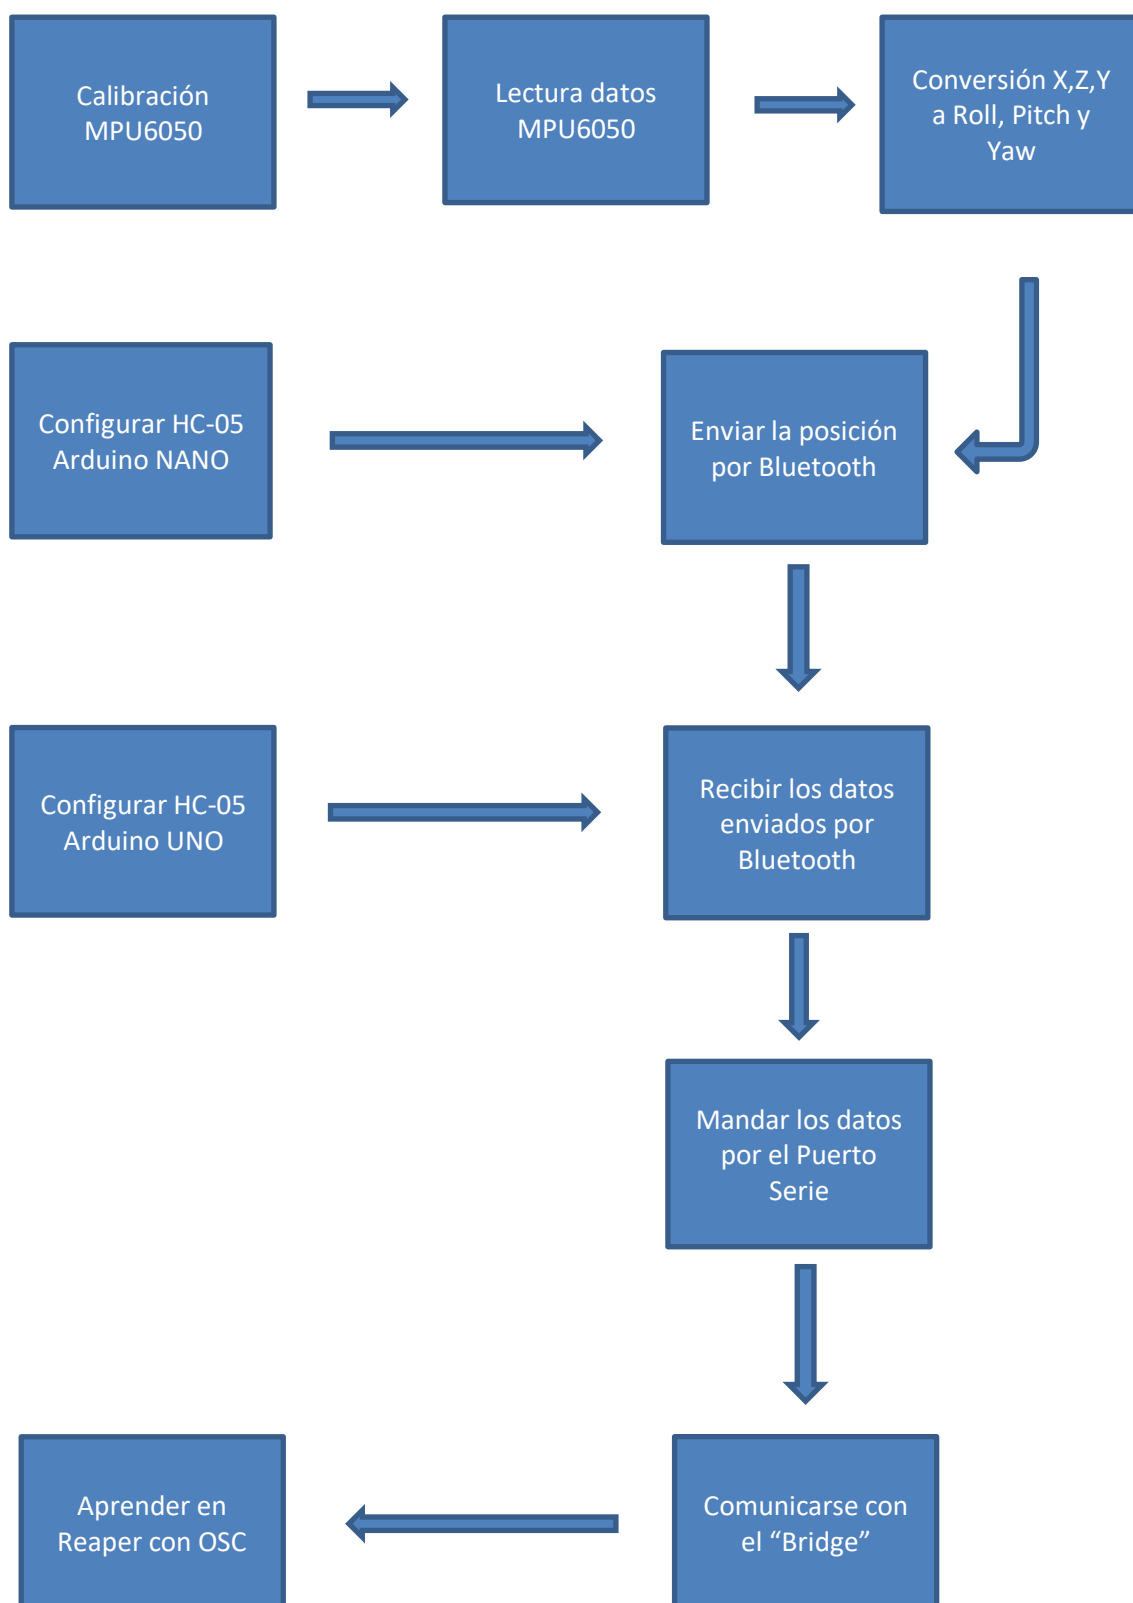 Calibración
MPU6050
Lectura datos
MPU6050
Conversión X,Z,Y
a Roll, Pitch y
Yaw
Configurar HC-05
Arduino NANO
Enviar la posición
por Bluetooth
Configurar HC-05
Arduino UNO
Recibir los datos
enviados por
Bluetooth
Mandar los datos
por el Puerto
Serie
Aprender en
Reaper con OSC
Comunicarse con
el “Bridge”